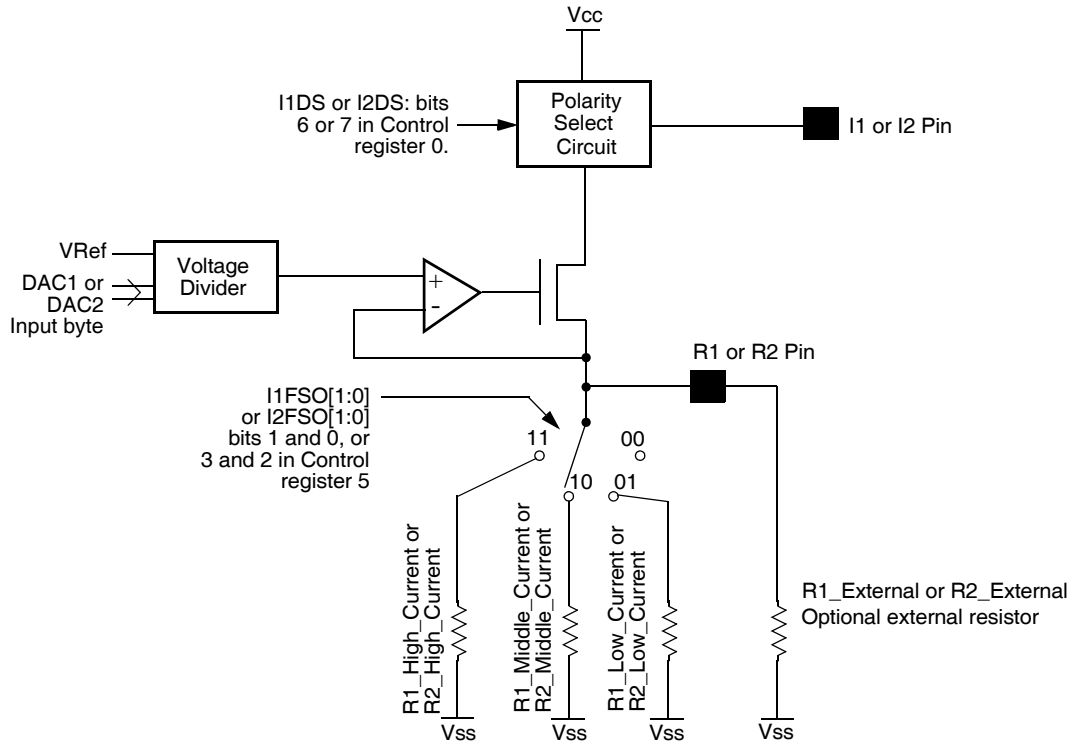 Vcc
I1DS or I2DS: bits
6 or 7 in Control
register 0.
Polarity
Select
Circuit
I1 or I2 Pin
VRef
DAC1 or
DAC2
Input byte
Voltage
Divider
+
-
R1 or R2 Pin
I1FSO[1:0]
or I2FSO[1:0]
bits 1 and 0, or
3 and 2 in Control
register 5
11
00
10
01
R1_High_Current or
R2_High_Current
R1_Middle_Current or
R2_Middle_Current
R1_Low_Current or
R2_Low_Current
R1_External or R2_External
Optional external resistor
Vss
Vss
Vss
Vss